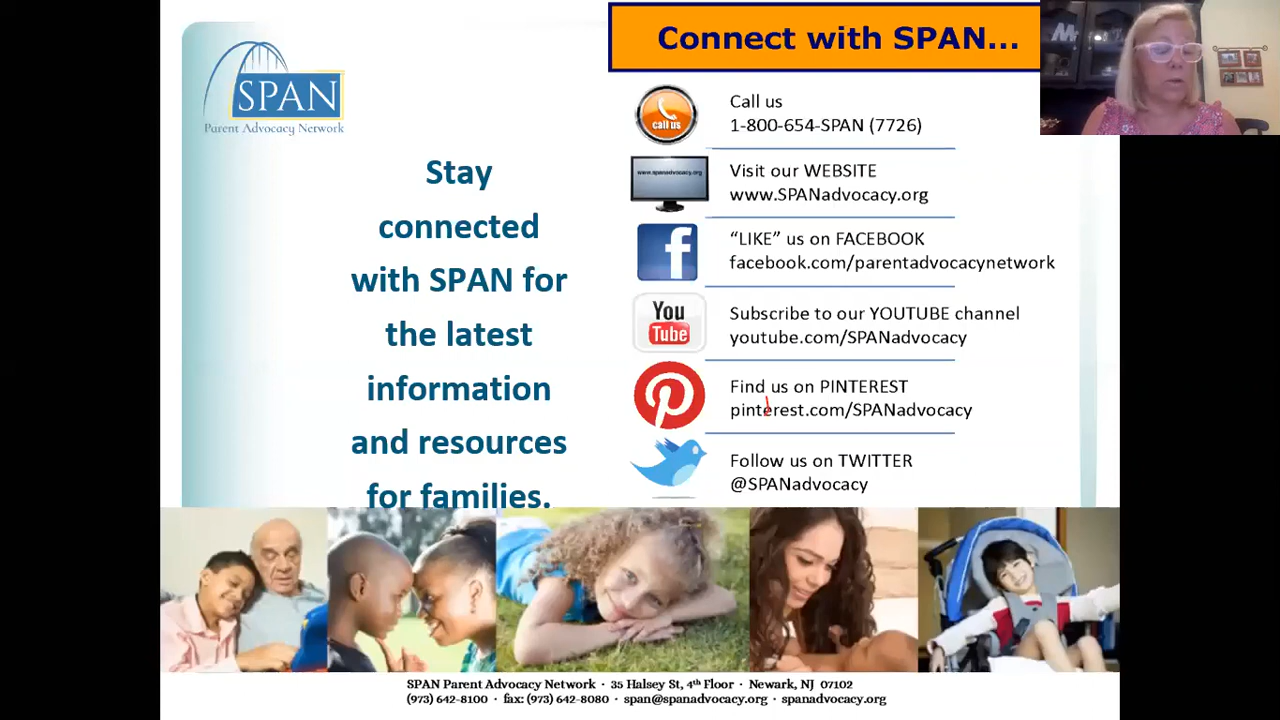 SPAN
Parent Advocacy Network
Stay
connected
with SPAN for
the latest
information
and resources
for families.
Connect with SPAN...
call us
Call us
1-800-654-SPAN (7726)
www.spanadvocacy.org
Visit our WEBSITE
www.SPANadvocacy.org
f
“LIKE” us on FACEBOOK
facebook.com/parentadvocacynetwork
You
Tube
Subscribe to our YOUTUBE channel
youtube.com/SPANadvocacy
Find us on PINTEREST
pinterest.com/SPANadvocacy
Follow us on TWITTER
@SPANadvocacy
SPAN Parent Advocacy Network · 35 Halsey St, 4th Floor · Newark, NJ 07102
(973) 642-8100 · fax: (973) 642-8080 · span@spanadvocacy.org · spanadvocacy.org